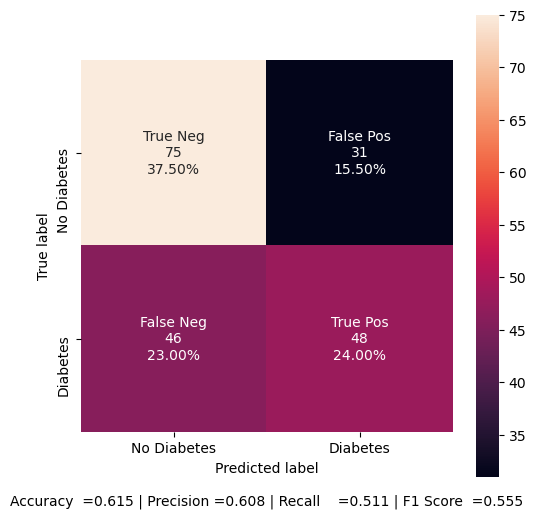 True Neg
75
37.50%
False Pos
31
15.50%
False Neg
46
23.00%
True Pos
48
24.00%
No Diabetes
Diabetes
True label
No Diabetes
Diabetes
Predicted label
75
70
65
60
55
50
45
40
35
Accuracy  =0.615 | Precision =0.608 | Recall    =0.511 | F1 Score  =0.555